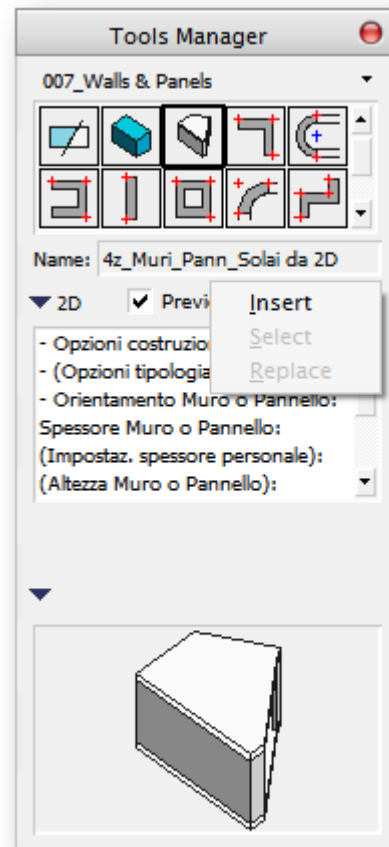 Tools Manager
007_Walls & Panels
Name: 4z_Muri_Pann_Solai da 2D
2D
Insert
Select
Replace
- Opzioni
- (Opzioni tipologia
- Orientamento Muro o Pannello:
Spessore Muro o Pannello:
(Impostaz. spessore personale):
(Altezza Muro o Pannello):